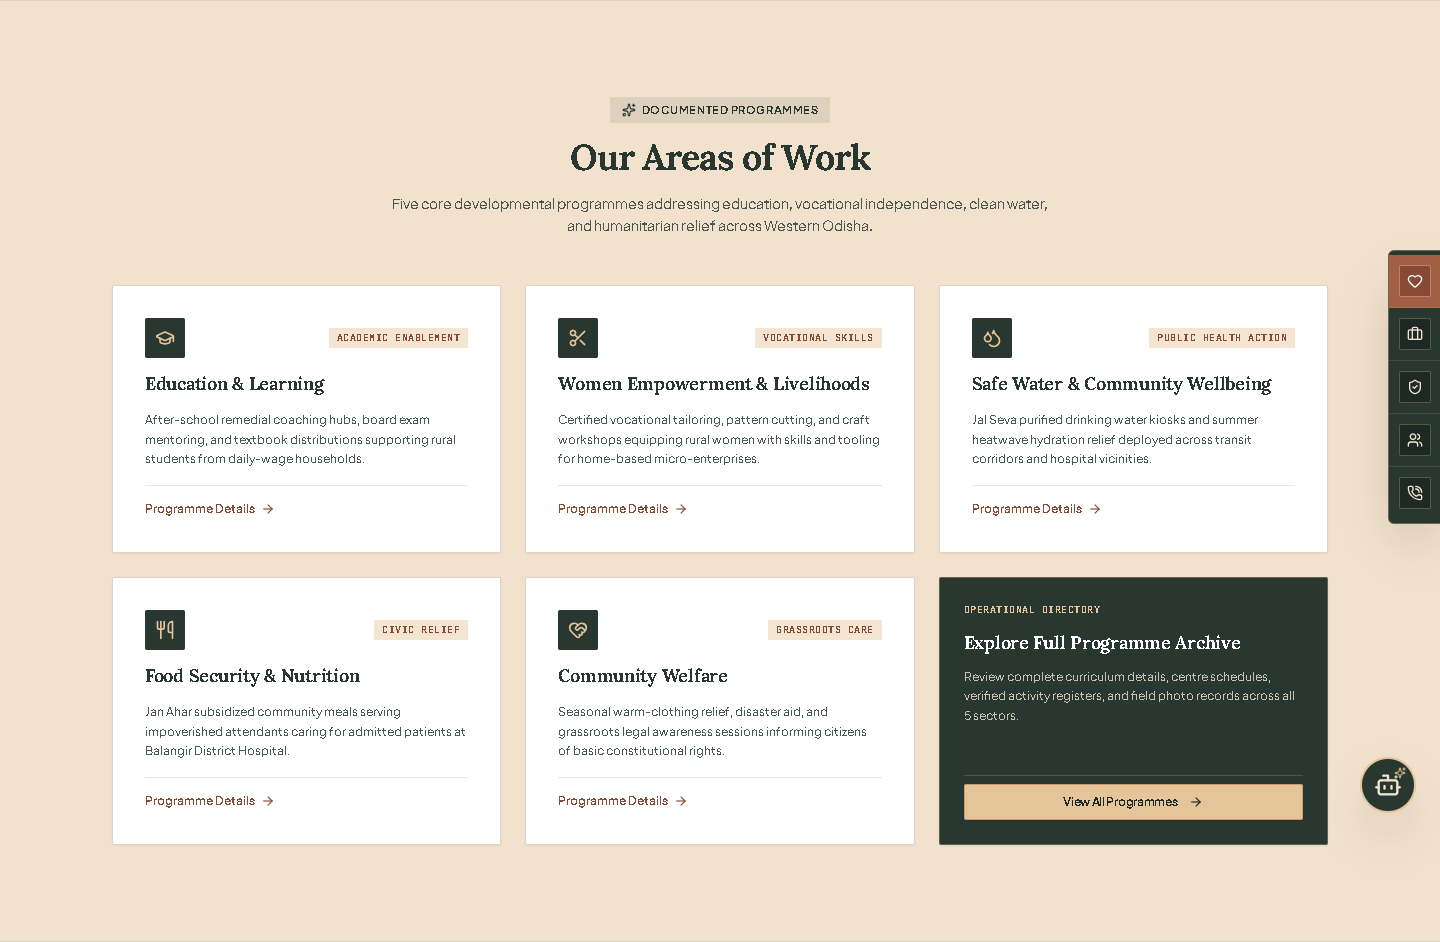 DOCUMENTED PROGRAMMES
Our Areas of Work
Five core developmental programmes addressing education, vocational independence, clean water,
and humanitarian relief across Western Odisha.
ACADEMIC ENABLEMENT
Education & Learning
After-school remedial coaching hubs, board exam
mentoring, and textbook distributions supporting rural
students from daily-wage households.
Programme Details
VOCATIONAL SKILLS
Women Empowerment & Livelihoods
Certified vocational tailoring, pattern cutting, and craft
workshops equipping rural women with skills and tooling
for home-based micro-enterprises.
Programme Details
PUBLIC HEALTH ACTION
Safe Water & Community Wellbeing
Jal Seva purified drinking water kiosks and summer
heatwave hydration relief deployed across transit
corridors and hospital vicinities.
Programme Details
CIVIC RELIEF
Food Security & Nutrition
Jan Ahar subsidized community meals serving
impoverished attendants caring for admitted patients at
Balangir District Hospital.
Programme Details
GRASSROOTS CARE
Community Welfare
Seasonal warm-clothing relief, disaster aid, and
grassroots legal awareness sessions informing citizens
of basic constitutional rights.
Programme Details
OPERATIONAL DIRECTORY
Explore Full Programme Archive
Review complete curriculum details, centre schedules,
verified activity registers, and field photo records across all
5 sectors.
View All Programmes